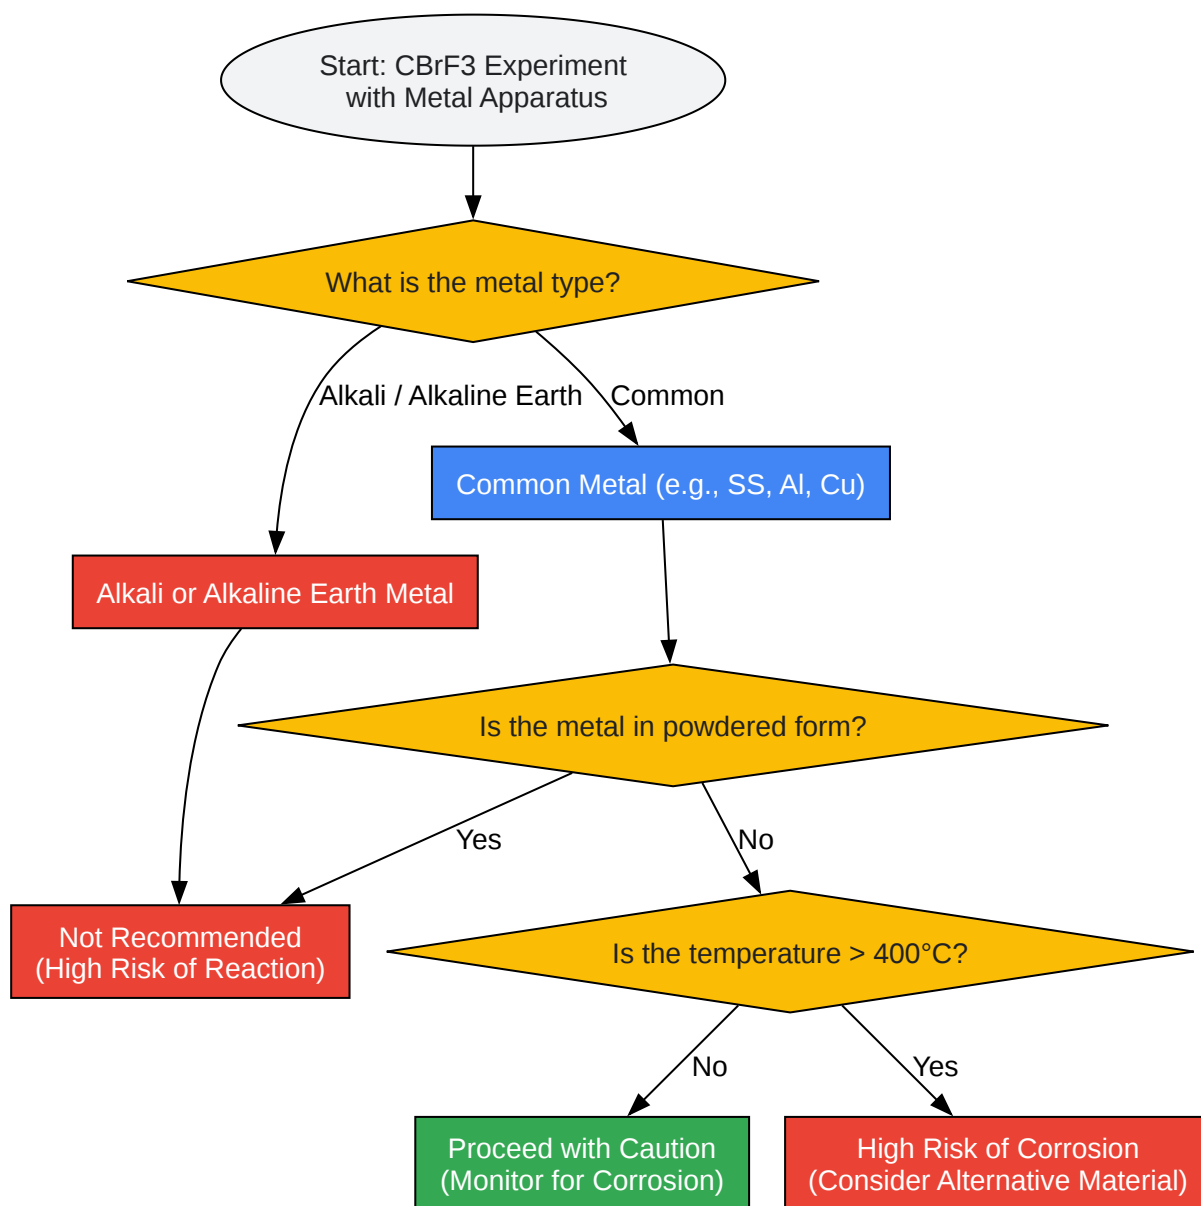 Start: CBrF3 Experiment
with Metal Apparatus
What is the metal type?
Alkali / Alkaline Earth
Common
Common Metal (e.g., SS, Al, Cu)
Alkali or Alkaline Earth Metal
Is the metal in powdered form?
Yes
No
Not Recommended
(High Risk of Reaction)
Is the temperature > 400°C?
No
Yes
Proceed with Caution
(Monitor for Corrosion)
High Risk of Corrosion
(Consider Alternative Material)